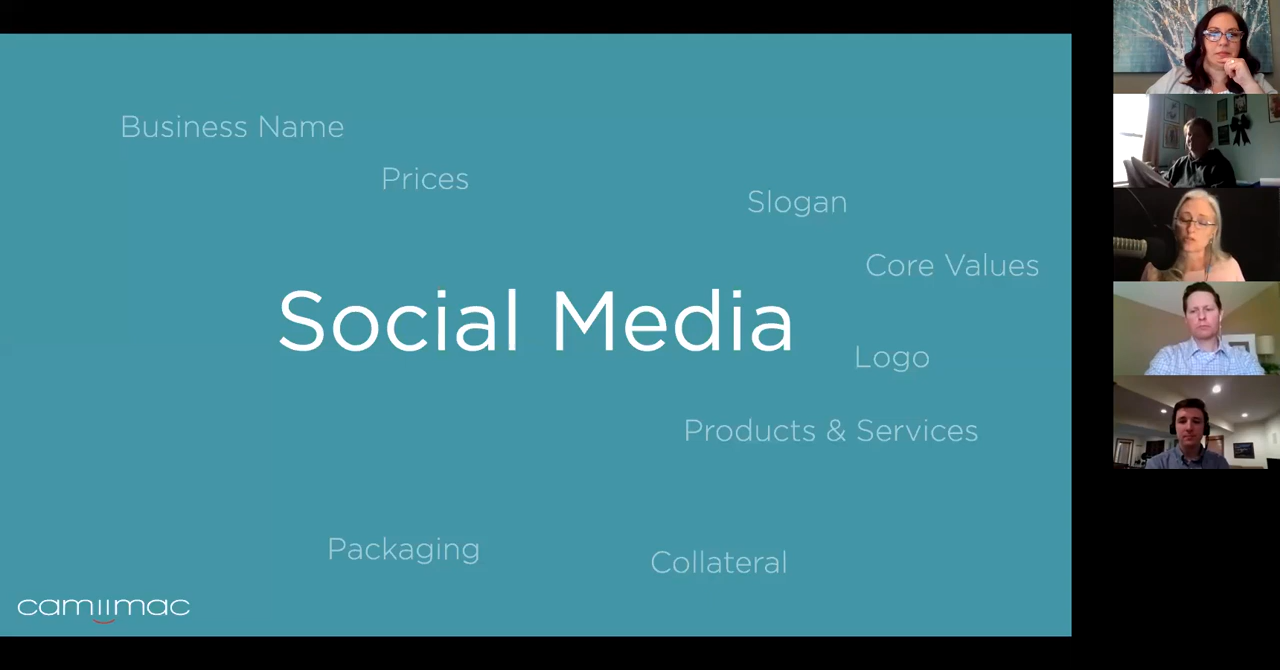 Business Name
Prices
Slogan
Core Values
Social Media
Logo
Products & Services
Packaging
Collateral
camiimac